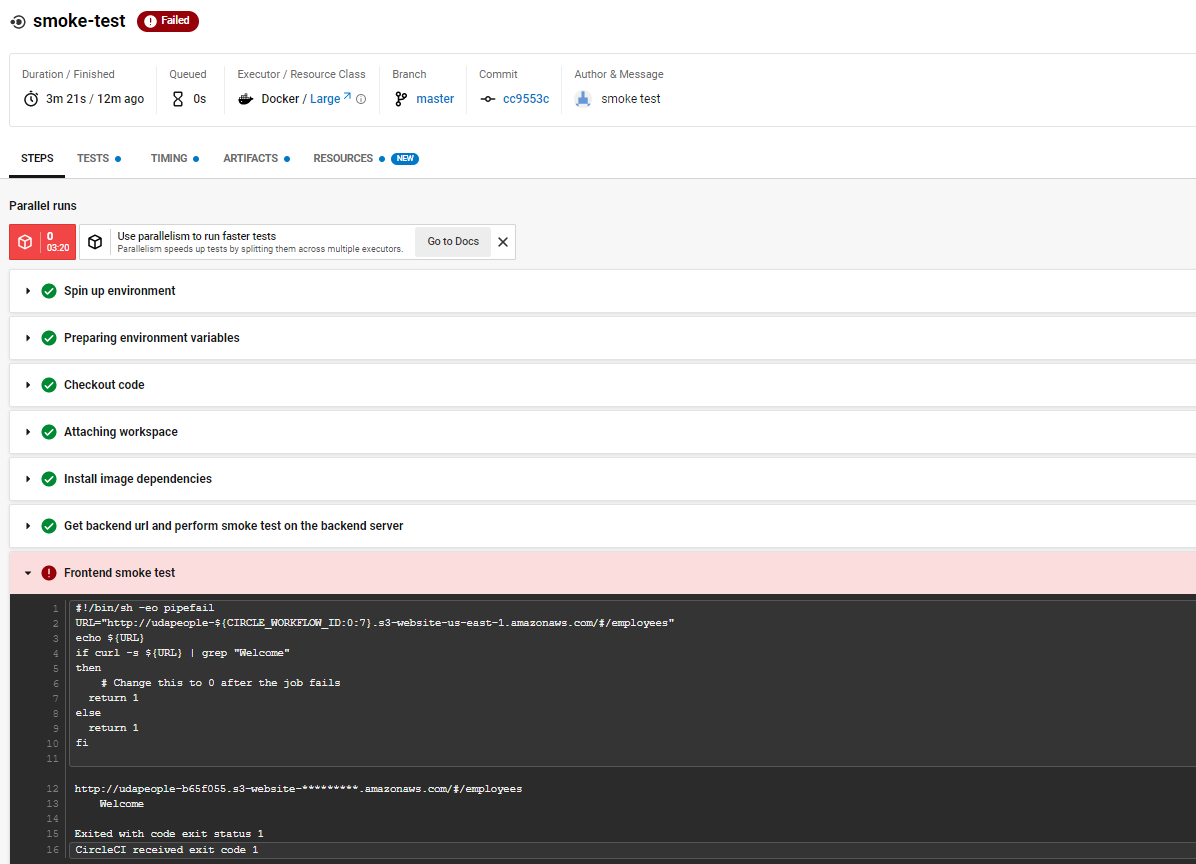 smoke-test Failed
Duration / Finished Queued Executor / Resource Class Branch Commit Author & Message
3m 21s / 12m ago 0s Docker / Large master cc9553c smoke test
STEPS TESTS TIMING ARTIFACTS RESOURCES NEW
Parallel runs
0
03:20
Use parallelism to run faster tests
Parallelism speeds up tests by splitting them across multiple executors.
Go to Docs
Spin up environment
Preparing environment variables
Checkout code
Attaching workspace
Install image dependencies
Get backend url and perform smoke test on the backend server
Frontend smoke test
1 #!/bin/sh -eo pipefail
2 URL="http://udapeople-${CIRCLE_WORKFLOW_ID:0:7}.s3-website-us-east-1.amazonaws.com/#/employees"
3 echo ${URL}
4 if curl -s ${URL} | grep "Welcome"
5 then
6 # Change this to 0 after the job fails
7 return 1
8 else
9 return 1
10 fi
11
12 http://udapeople-b65f055.s3-website-*********.amazonaws.com/#/employees
13 Welcome
14
15 Exited with code exit status 1
16 CircleCI received exit code 1